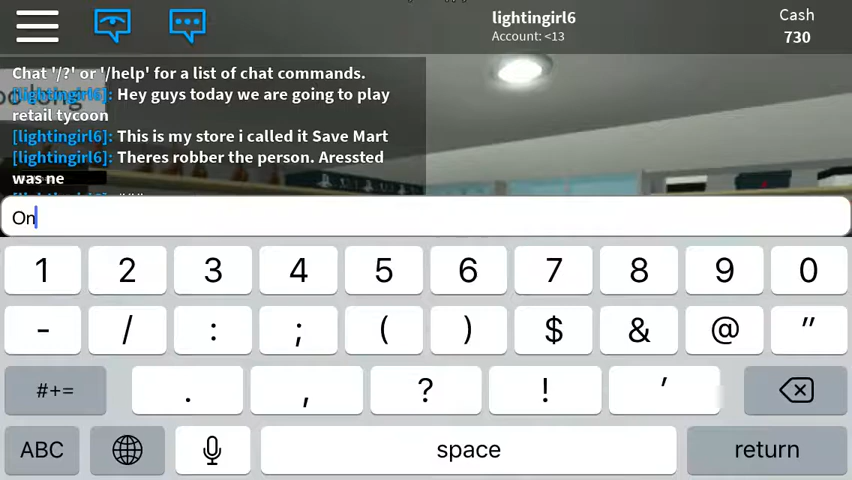 lightingirl6
Account: <13
Cash
730
Chat '/?' or '/help' for a list of chat commands.
[lightingirl6]: Hey guys today we are going to play
retail tycoon
[lightingirl6]: This is my store i called it Save Mart
[lightingirl6]: Theres robber the person. Aressted
was ne
On
1 2 3 4 5 6 7 8 9 0
- / : ; ( ) $ & @ "
#+= . , ? ! '
ABC space return